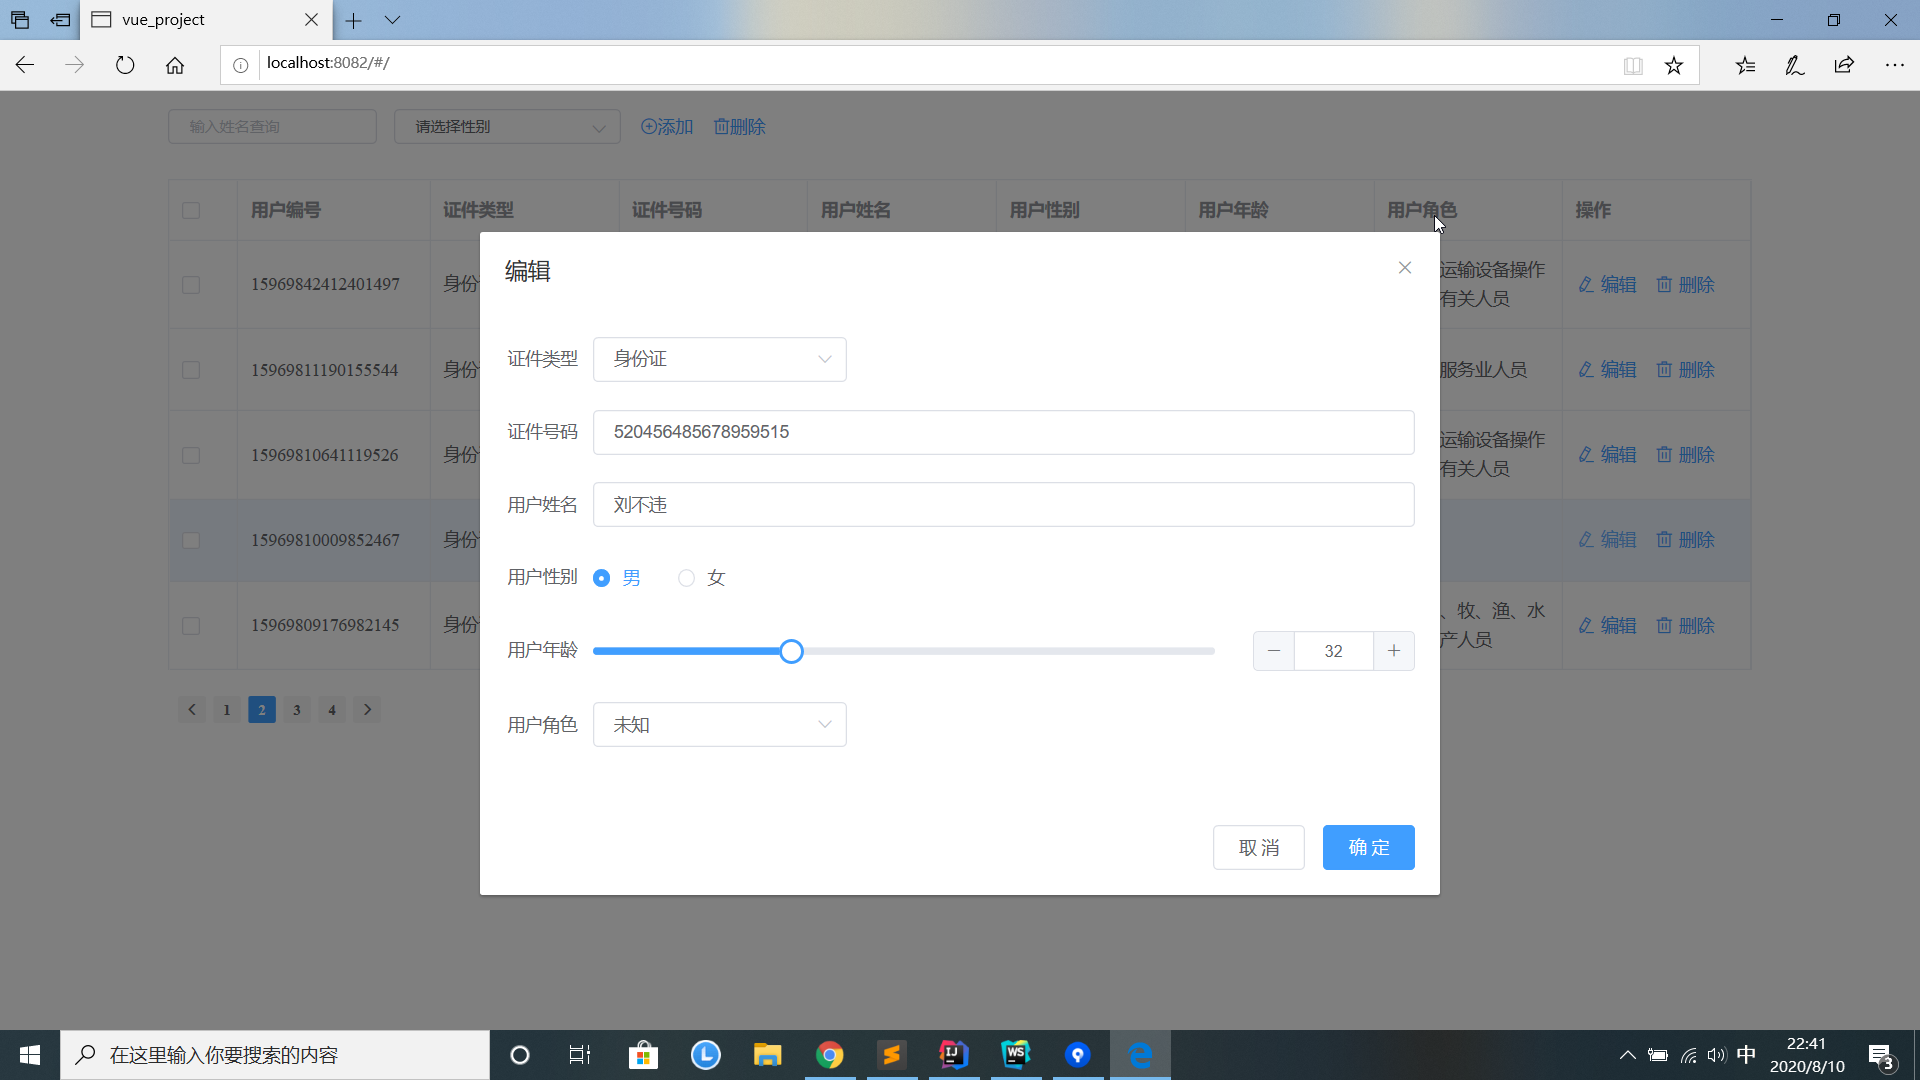 vue_project
localhost:8082/#/
输入姓名查询 请选择性别 添加 删除
用户编号 证件类型 证件号码 用户姓名 用户性别 用户年龄 用户角色 操作
编辑
15969842412401497 身份 运输设备操作 编辑 删除
有关人员
证件类型 身份证
15969811190155544 身份 服务业人员 编辑 删除
证件号码 520456485678959515
15969810641119526 身份 运输设备操作 编辑 删除
有关人员
用户姓名 刘不违
15969810009852467 身份 编辑 删除
用户性别 男 女
15969809176982145 身份 、牧、渔、水 编辑 删除
产人员
用户年龄 32
1 2 3 4
用户角色 未知
取消 确定
在这里输入你要搜索的内容
IJ WS 中 22:41
2020/8/10 3